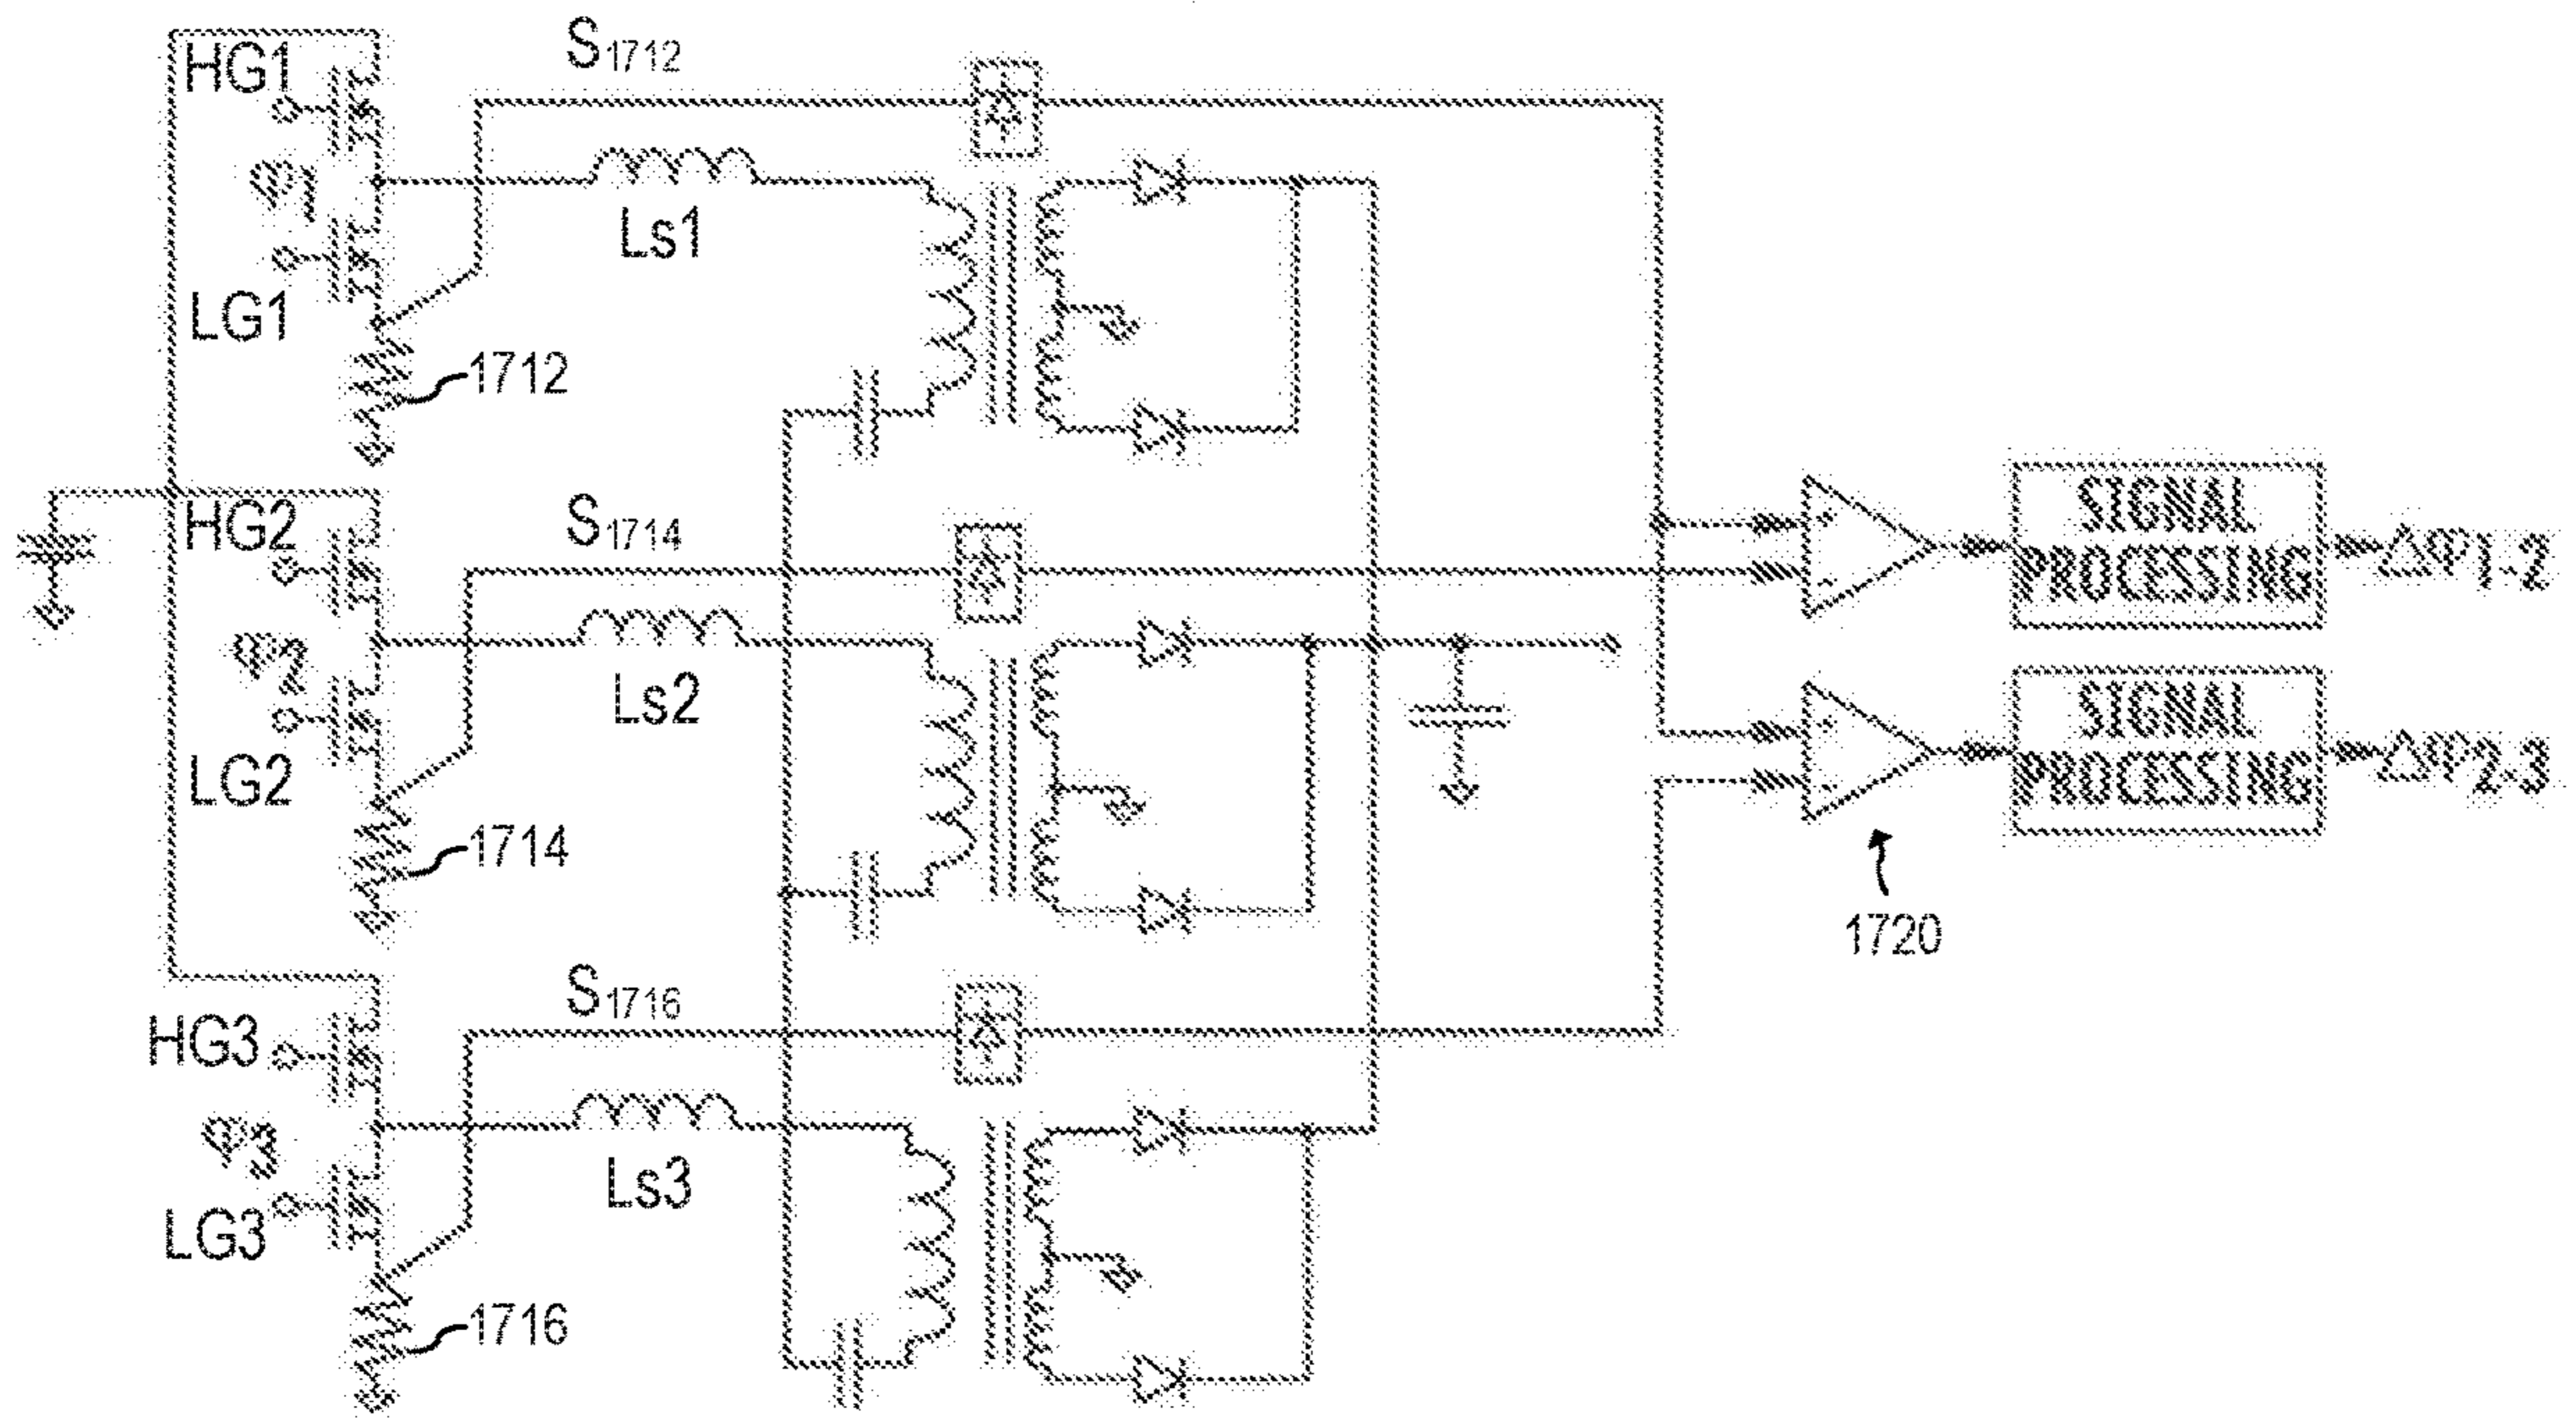 HG1
S1712
φ1
Ls1
LG1
1712
HG2
S1714
SIGNAL
PROCESSING
Δφ1-2
φ2
Ls2
LG2
SIGNAL
PROCESSING
Δφ2-3
1714
1720
S1716
HG3
φ3
Ls3
LG3
1716